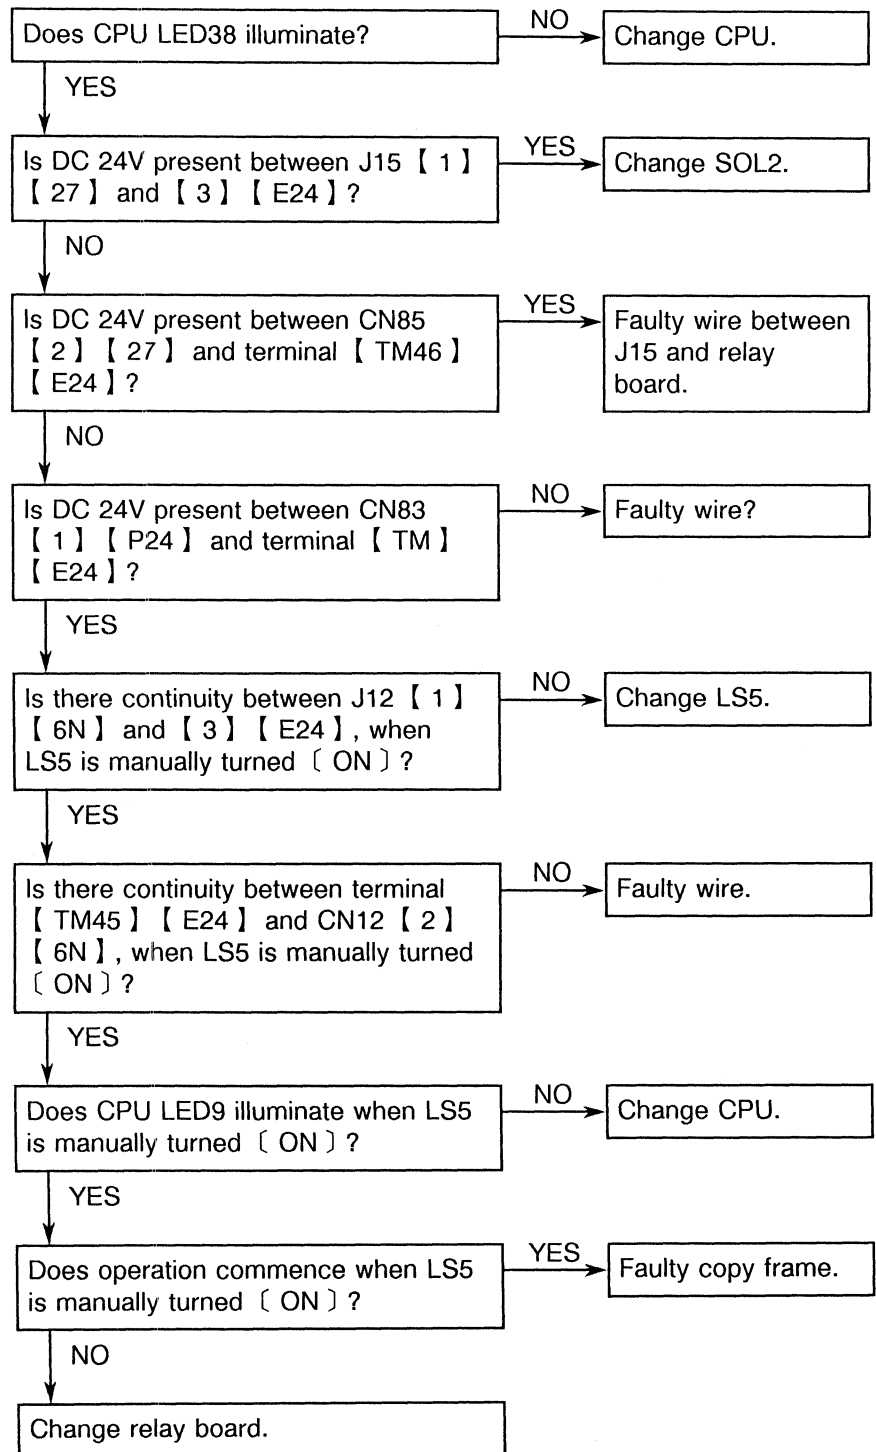 Does CPU LED38 illuminate?
NO
Change CPU.
YES
Is DC 24V present between J15【 1 】
【 27 】 and 【 3 】【 E24 】?
YES
Change SOL2.
NO
Is DC 24V present between CN85
【 2 】【 27 】 and terminal 【 TM46 】
【 E24 】?
YES
Faulty wire between
J15 and relay
board.
NO
Is DC 24V present between CN83
【 1 】【 P24 】 and terminal 【 TM 】
【 E24 】?
NO
Faulty wire?
YES
Is there continuity between J12 【 1 】
【 6N 】 and 【 3 】【 E24 】, when
LS5 is manually turned 〔 ON 〕?
NO
Change LS5.
YES
Is there continuity between terminal
【 TM45 】【 E24 】 and CN12 【 2 】
【 6N 】, when LS5 is manually turned
〔 ON 〕?
NO
Faulty wire.
YES
Does CPU LED9 illuminate when LS5
is manually turned 〔 ON 〕?
NO
Change CPU.
YES
Does operation commence when LS5
is manually turned 〔 ON 〕?
YES
Faulty copy frame.
NO
Change relay board.